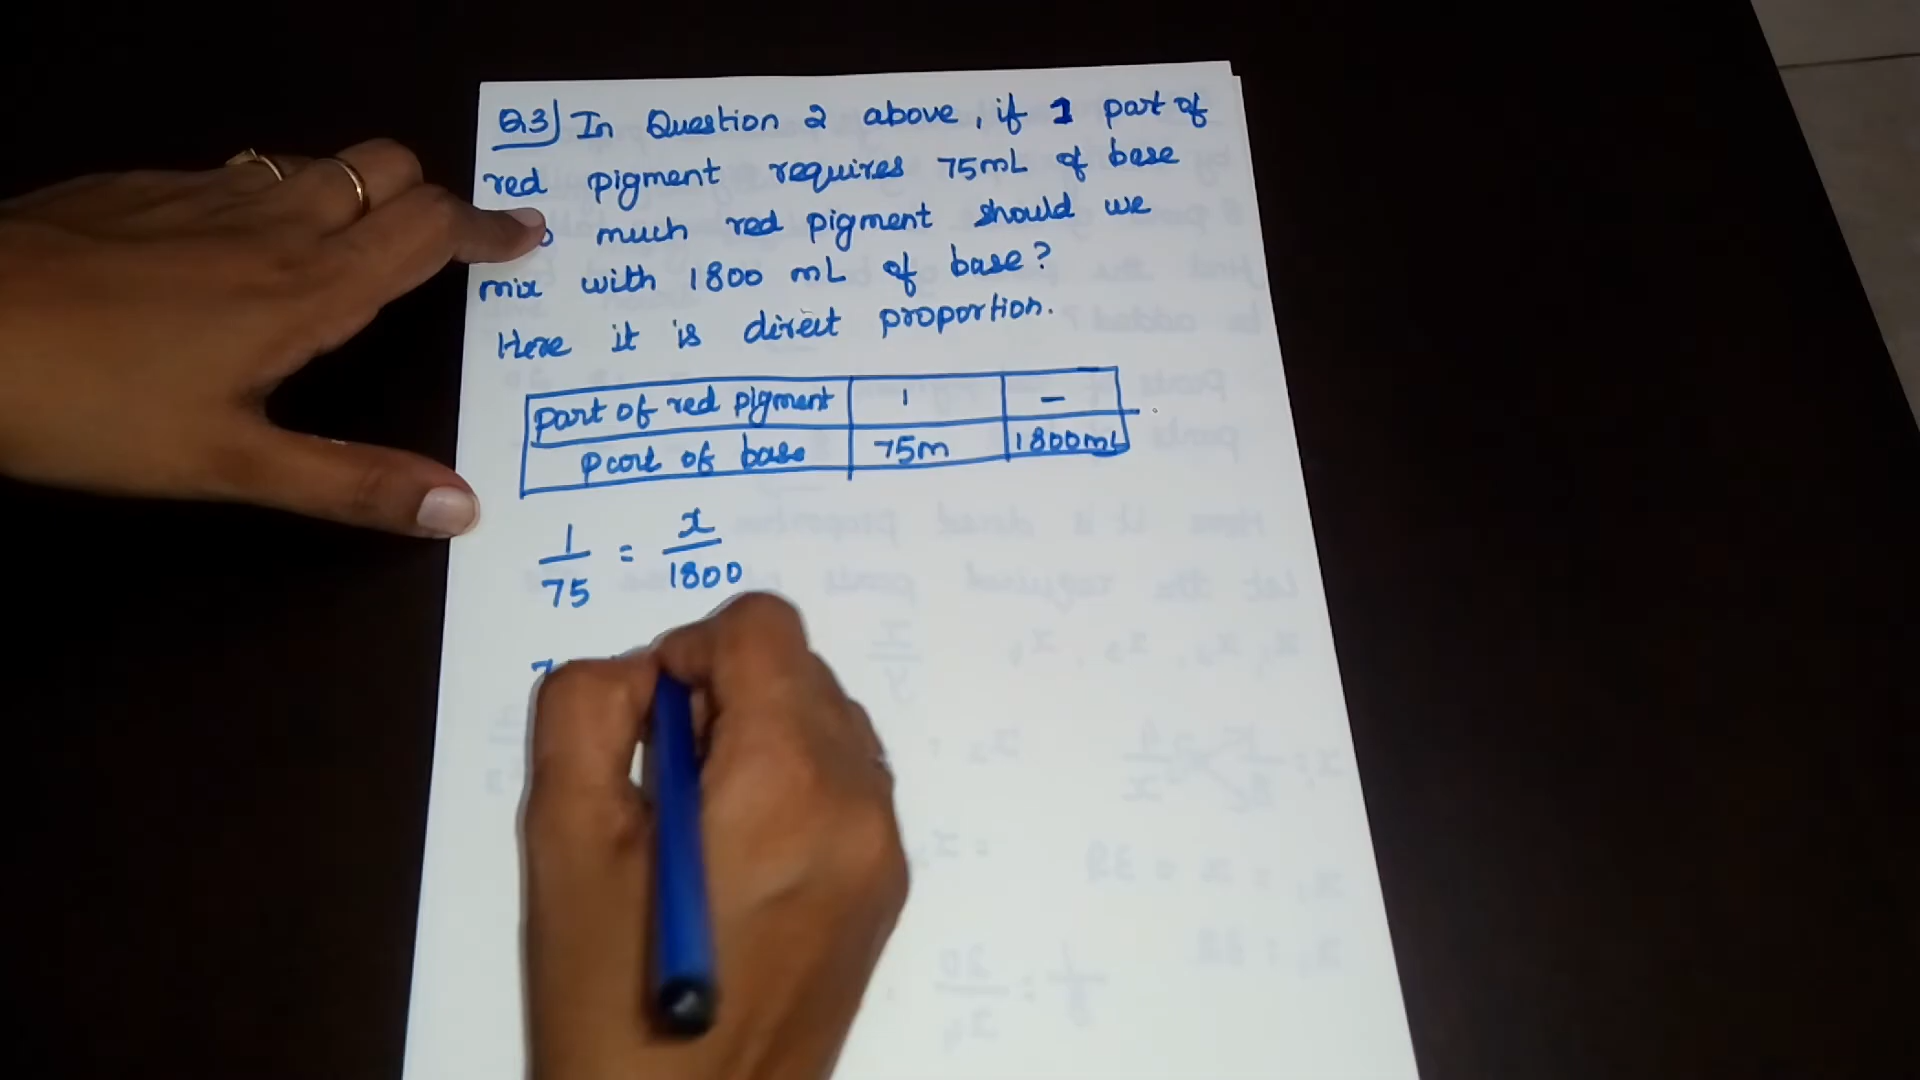 Q.3) In Question 2 above, if 1 part of
red pigment requires 75mL of base
much red pigment should we
mix with 1800 mL of base?
Here it is direct proportion.
part of red pigment 1 –
part of base 75m 1800mL
1/75 = x/1800